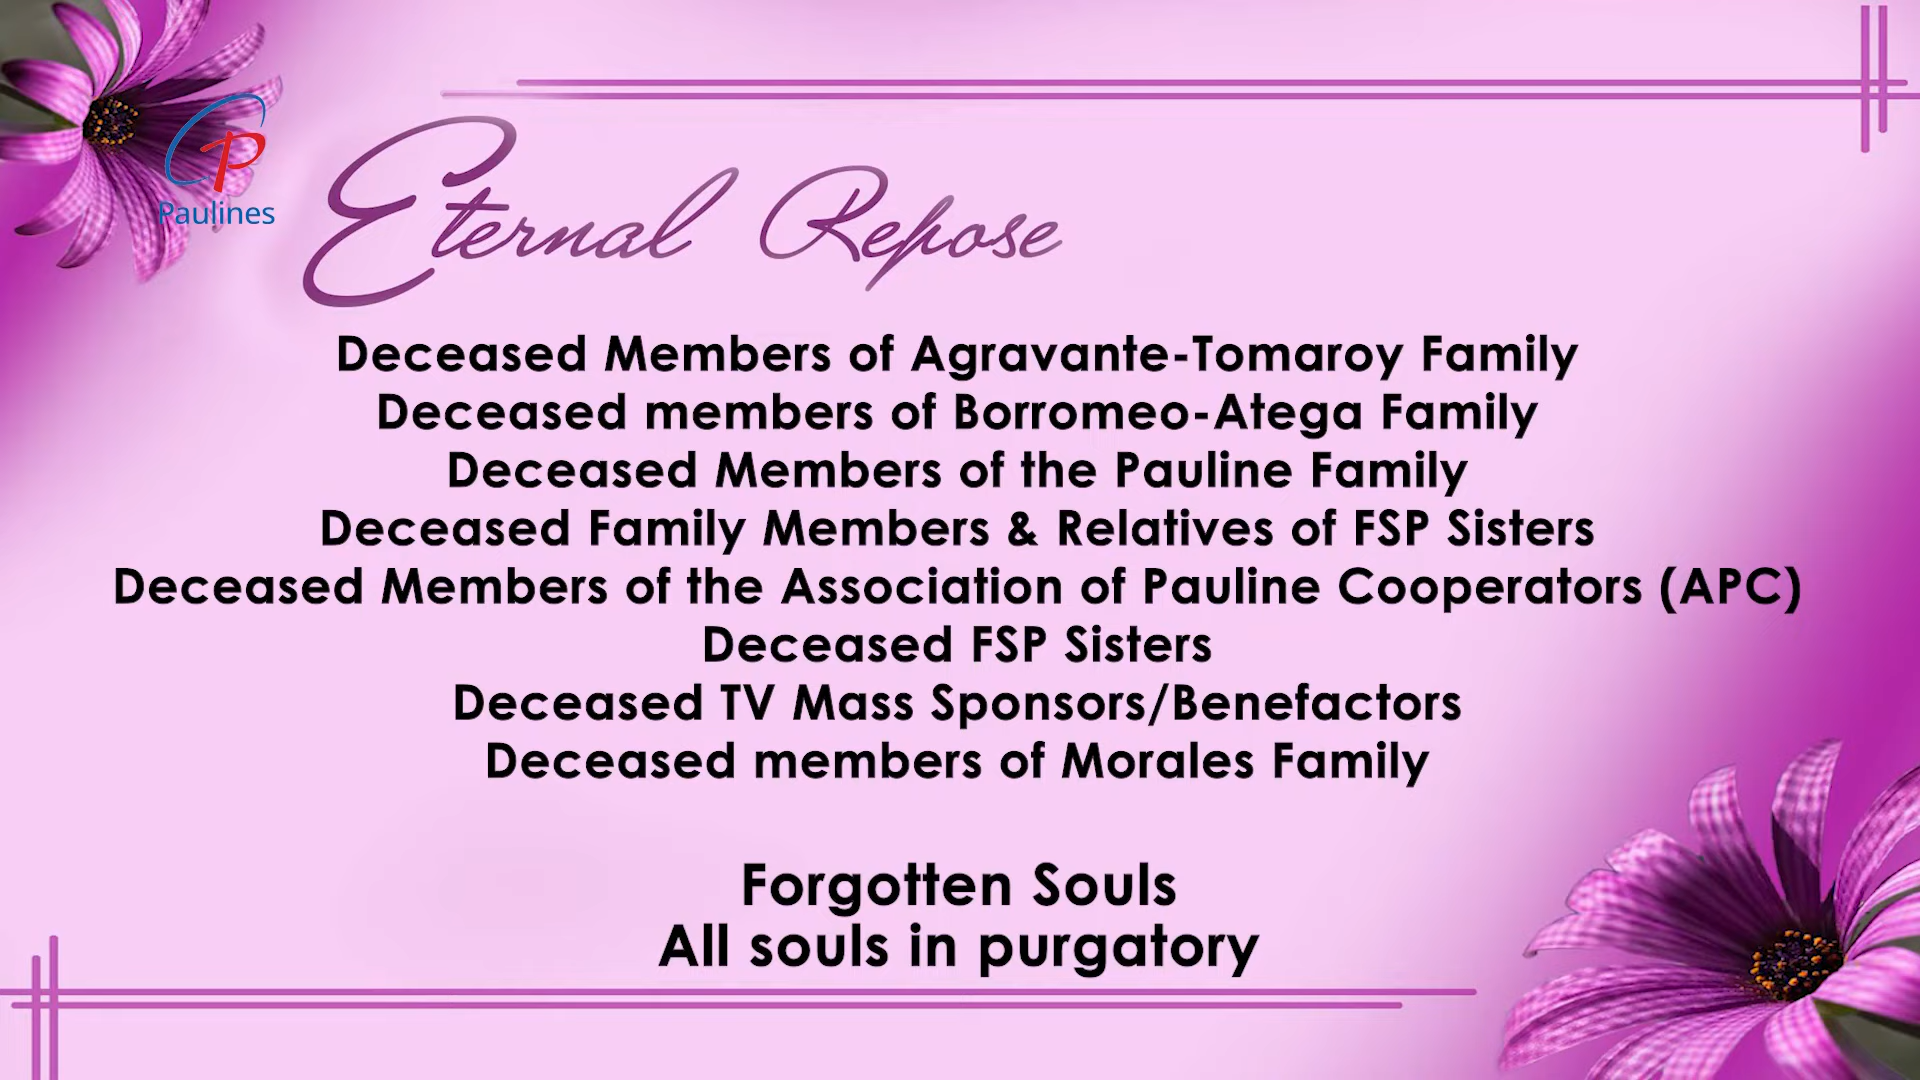 Paulines
Eternal Repose
Deceased Members of Agravante-Tomaroy Family
Deceased members of Borromeo-Atega Family
Deceased Members of the Pauline Family
Deceased Family Members & Relatives of FSP Sisters
Deceased Members of the Association of Pauline Cooperators (APC)
Deceased FSP Sisters
Deceased TV Mass Sponsors/Benefactors
Deceased members of Morales Family
Forgotten Souls
All souls in purgatory